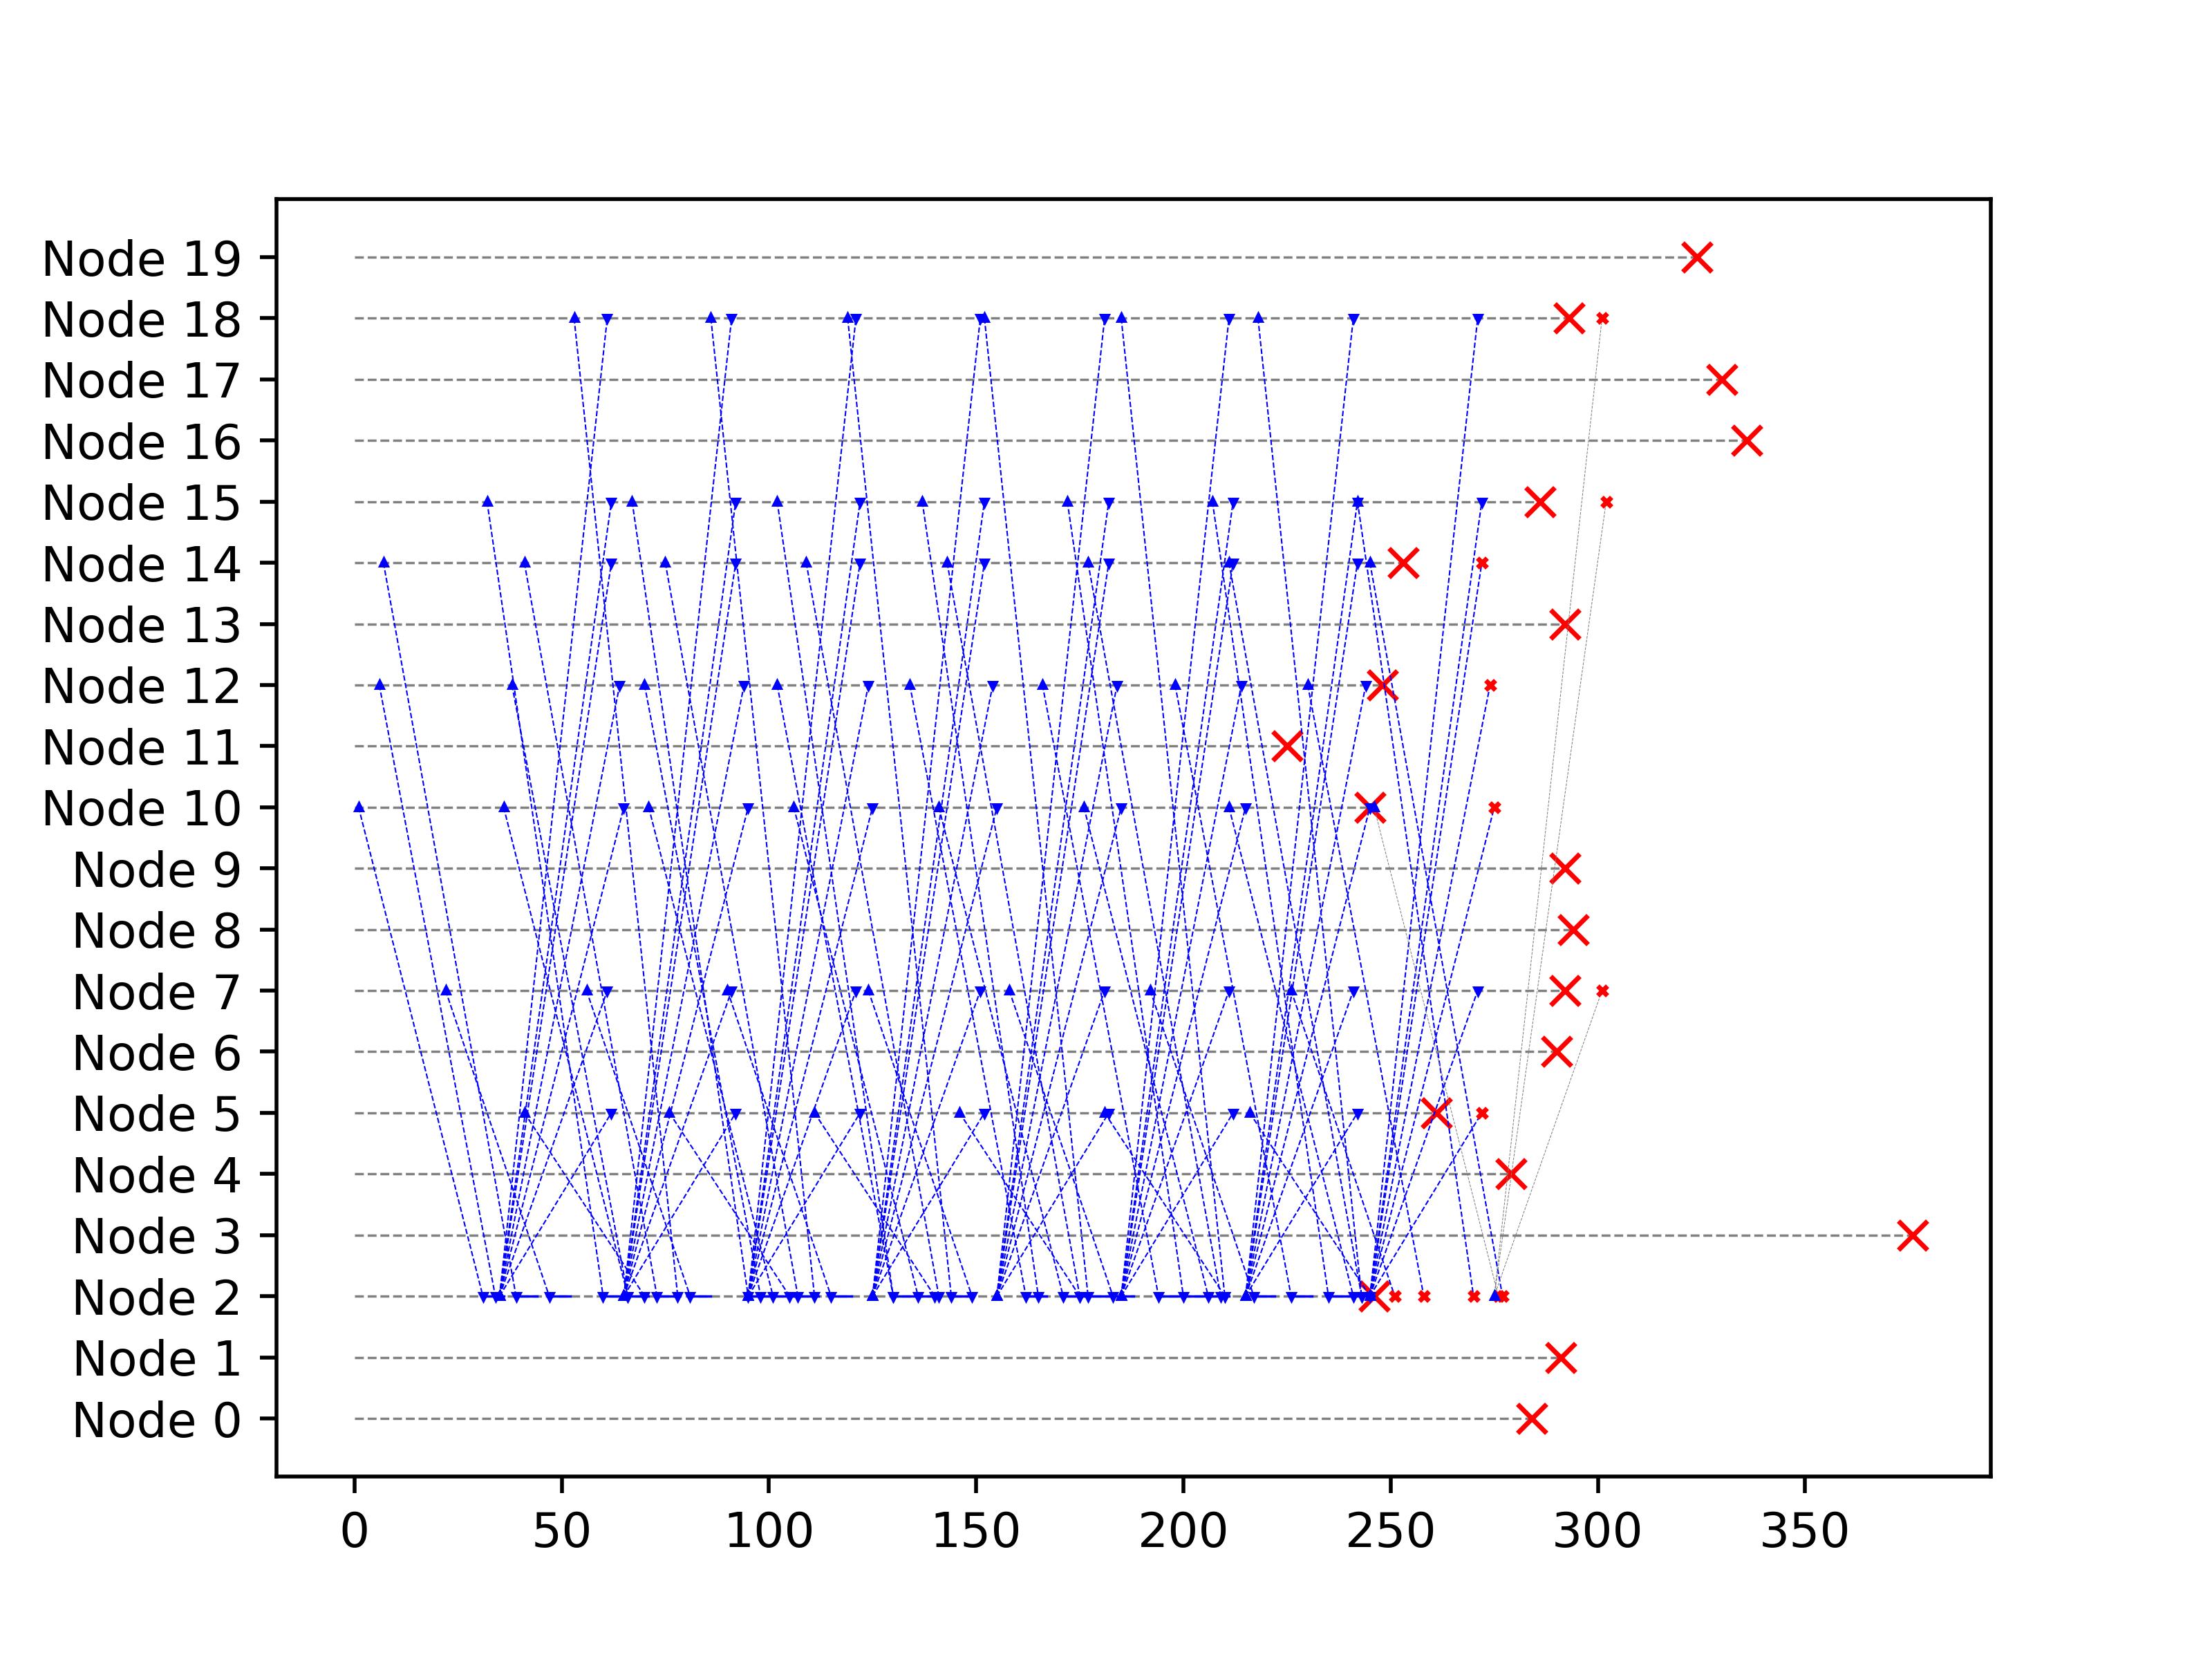 Node 19
Node 18
Node 17
Node 16
Node 15
Node 14
Node 13
Node 12
Node 11
Node 10
Node 9
Node 8
Node 7
Node 6
Node 5
Node 4
Node 3
Node 2
Node 1
Node 0
0 50 100 150 200 250 300 350